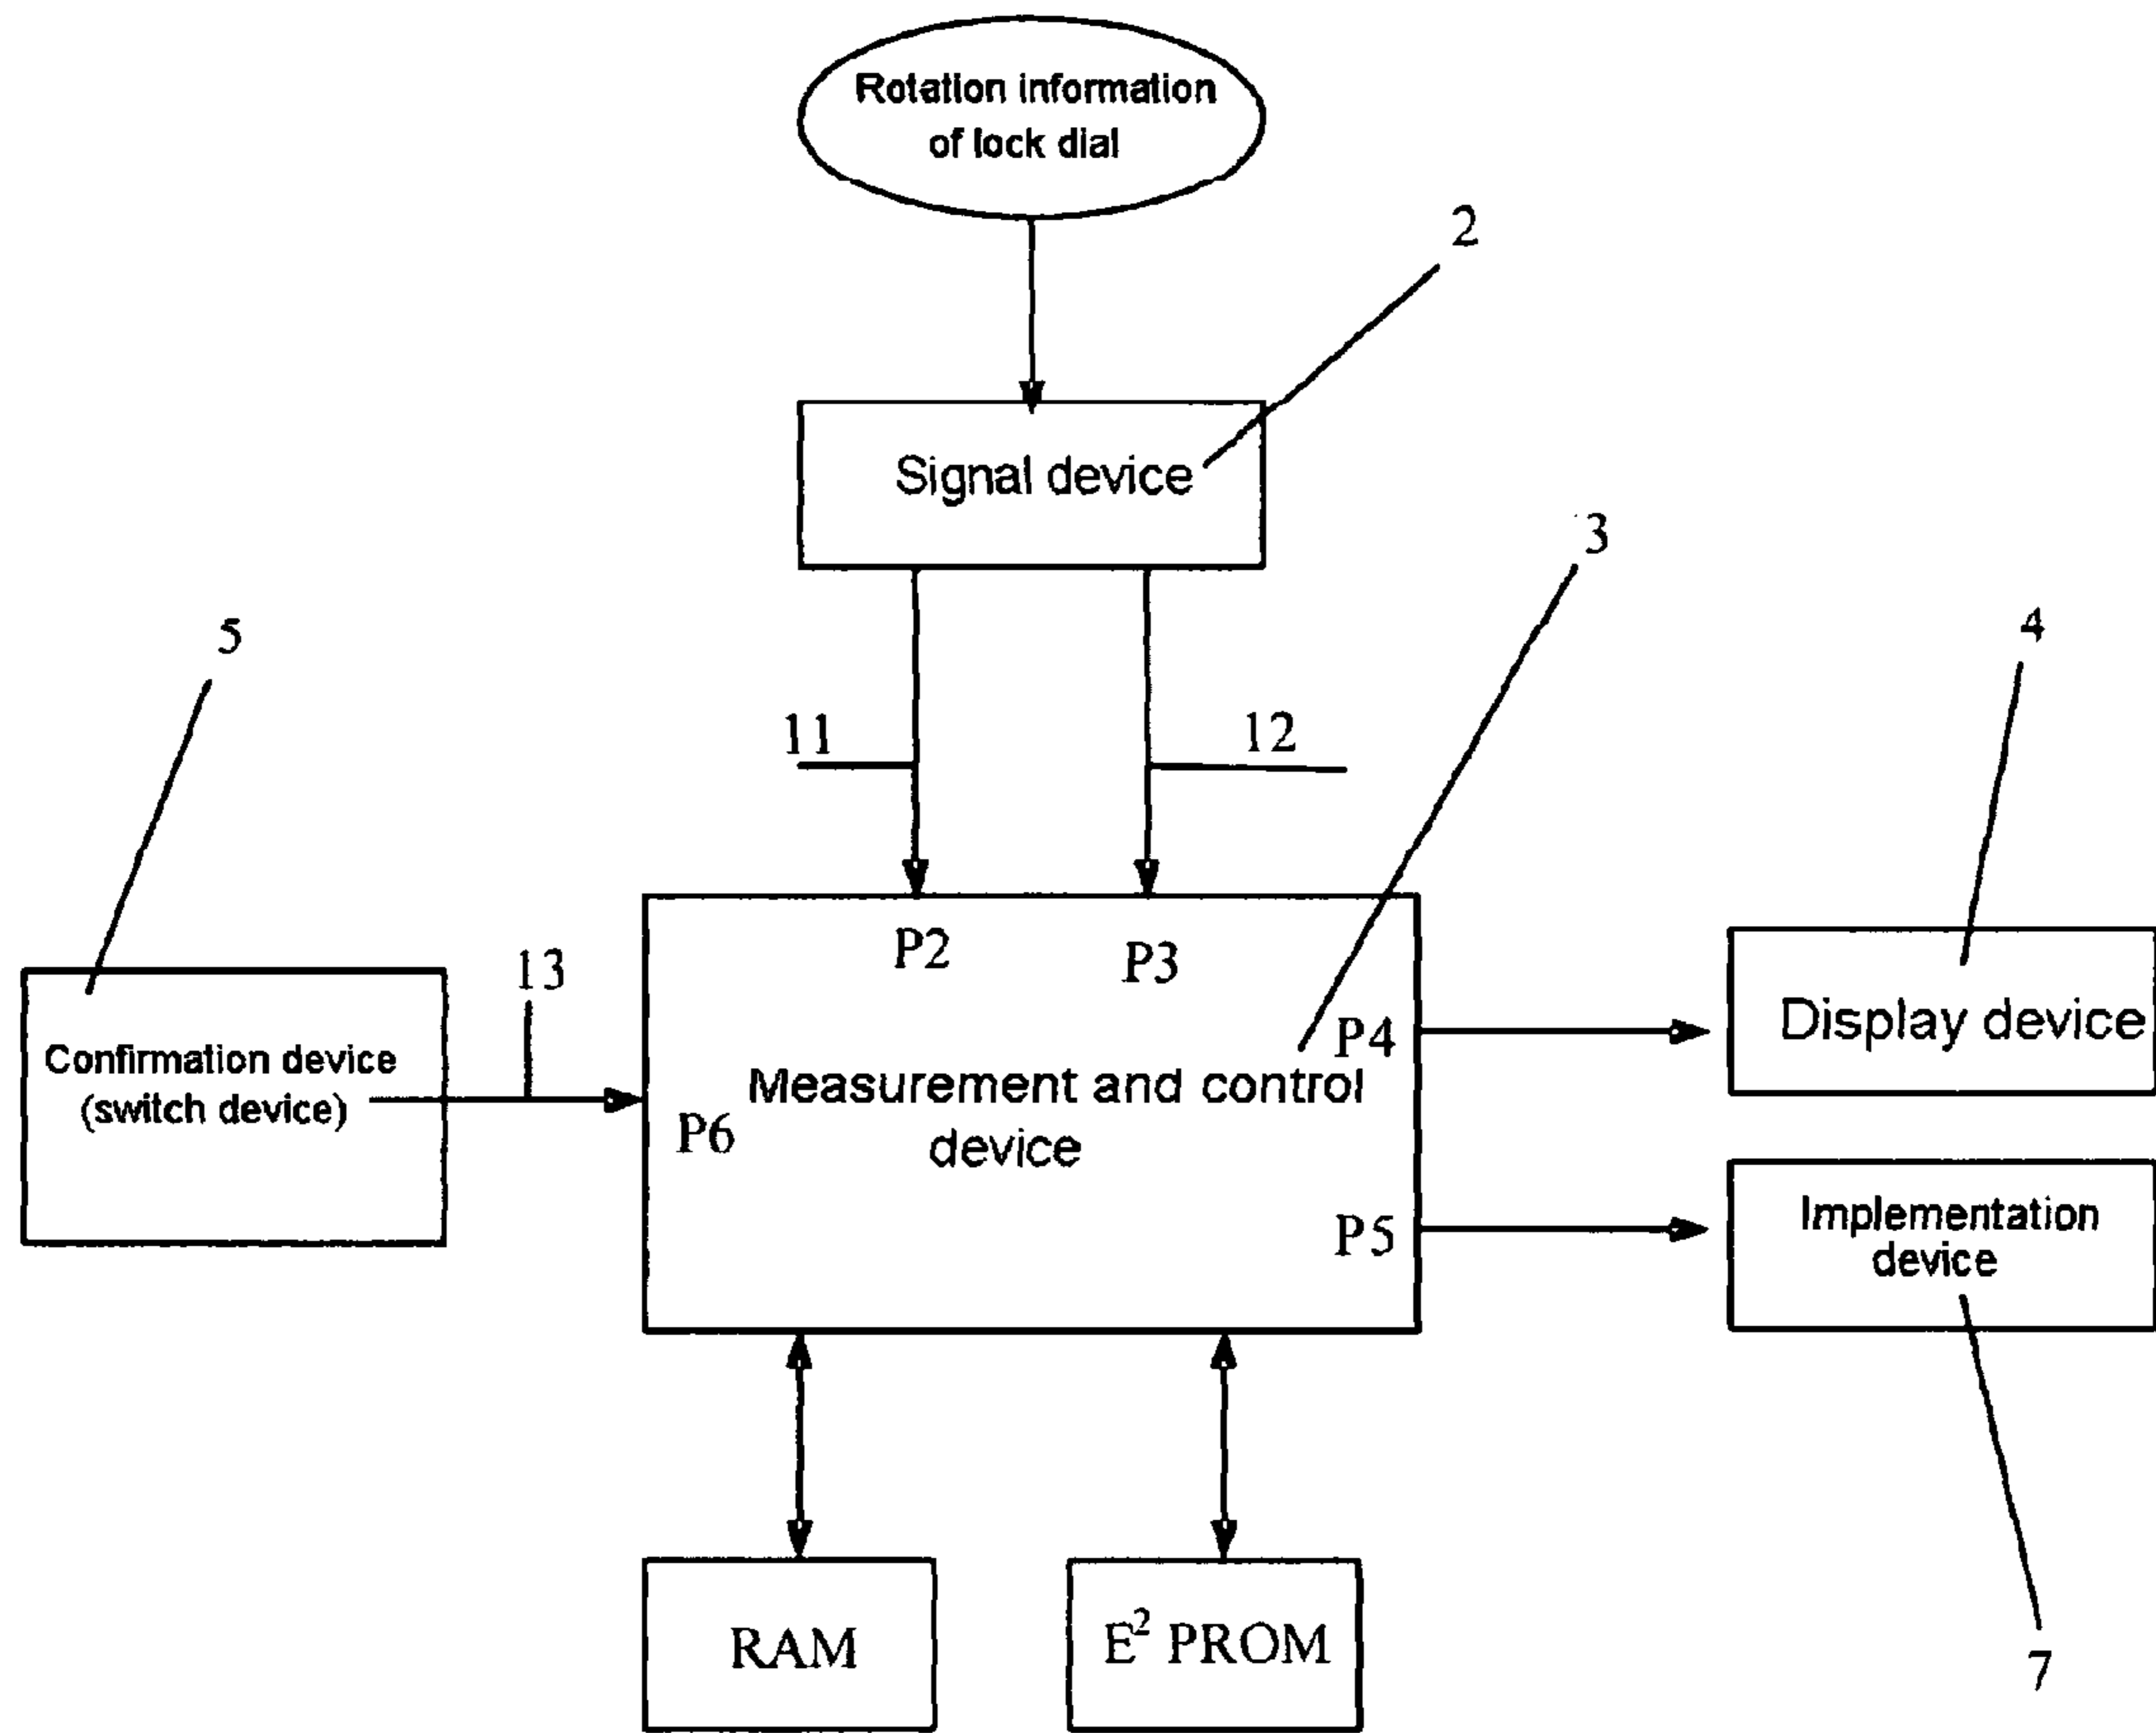 Rotation information
of lock dial
2
Signal device
3
5
4
11
12
P2
P3
13
P4
Display device
Confirmation device
(switch device)
Measurement and control
device
P6
P5
Implementation
device
RAM
E² PROM
7